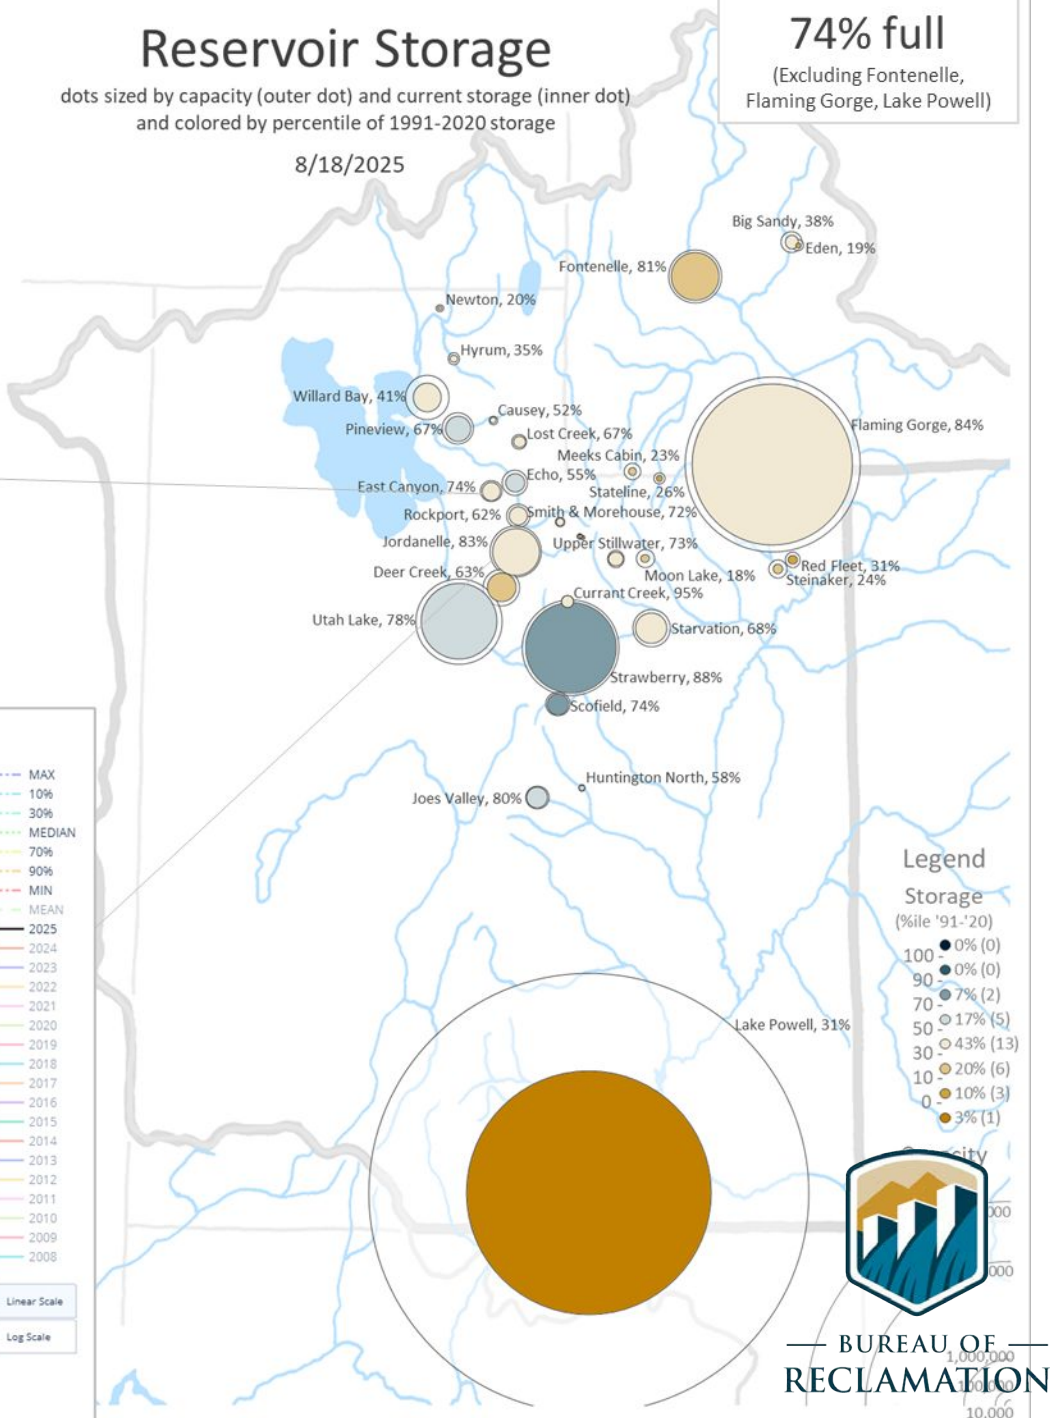 Reservoir Storage
dots sized by capacity (outer dot) and current storage (inner dot)
and colored by percentile of 1991-2020 storage
8/18/2025
74% full
(Excluding Fontenelle,
Flaming Gorge, Lake Powell)
Big Sandy, 38%
Eden, 19%
Fontenelle, 81%
Newton, 20%
Hyrum, 35%
Willard Bay, 41%
Causey, 52%
Pineview, 67%
Lost Creek, 67%
Flaming Gorge, 84%
Meeks Cabin, 23%
Echo, 55%
East Canyon, 74%
Stateline, 26%
Rockport, 62%
Smith & Morehouse, 72%
Jordanelle, 83%
Upper Stillwater, 73%
Red Fleet, 31%
Deer Creek, 63%
Moon Lake, 18%
Steinaker, 24%
Currant Creek, 95%
Utah Lake, 78%
Starvation, 68%
Strawberry, 88%
Scofield, 74%
Huntington North, 58%
Joes Valley, 80%
Lake Powell, 31%
MAX
10%
30%
MEDIAN
70%
90%
MIN
MEAN
2025
2024
2023
2022
2021
2020
2019
2018
2017
2016
2015
2014
2013
2012
2011
2010
2009
2008
Linear Scale
Log Scale
Legend
Storage
(%ile '91-'20)
0% (0)
100 -
0% (0)
90 -
7% (2)
70 -
17% (5)
50 -
43% (13)
30 -
20% (6)
10 -
10% (3)
0 -
3% (1)
BUREAU OF
RECLAMATION
1,000,000
100,000
10,000